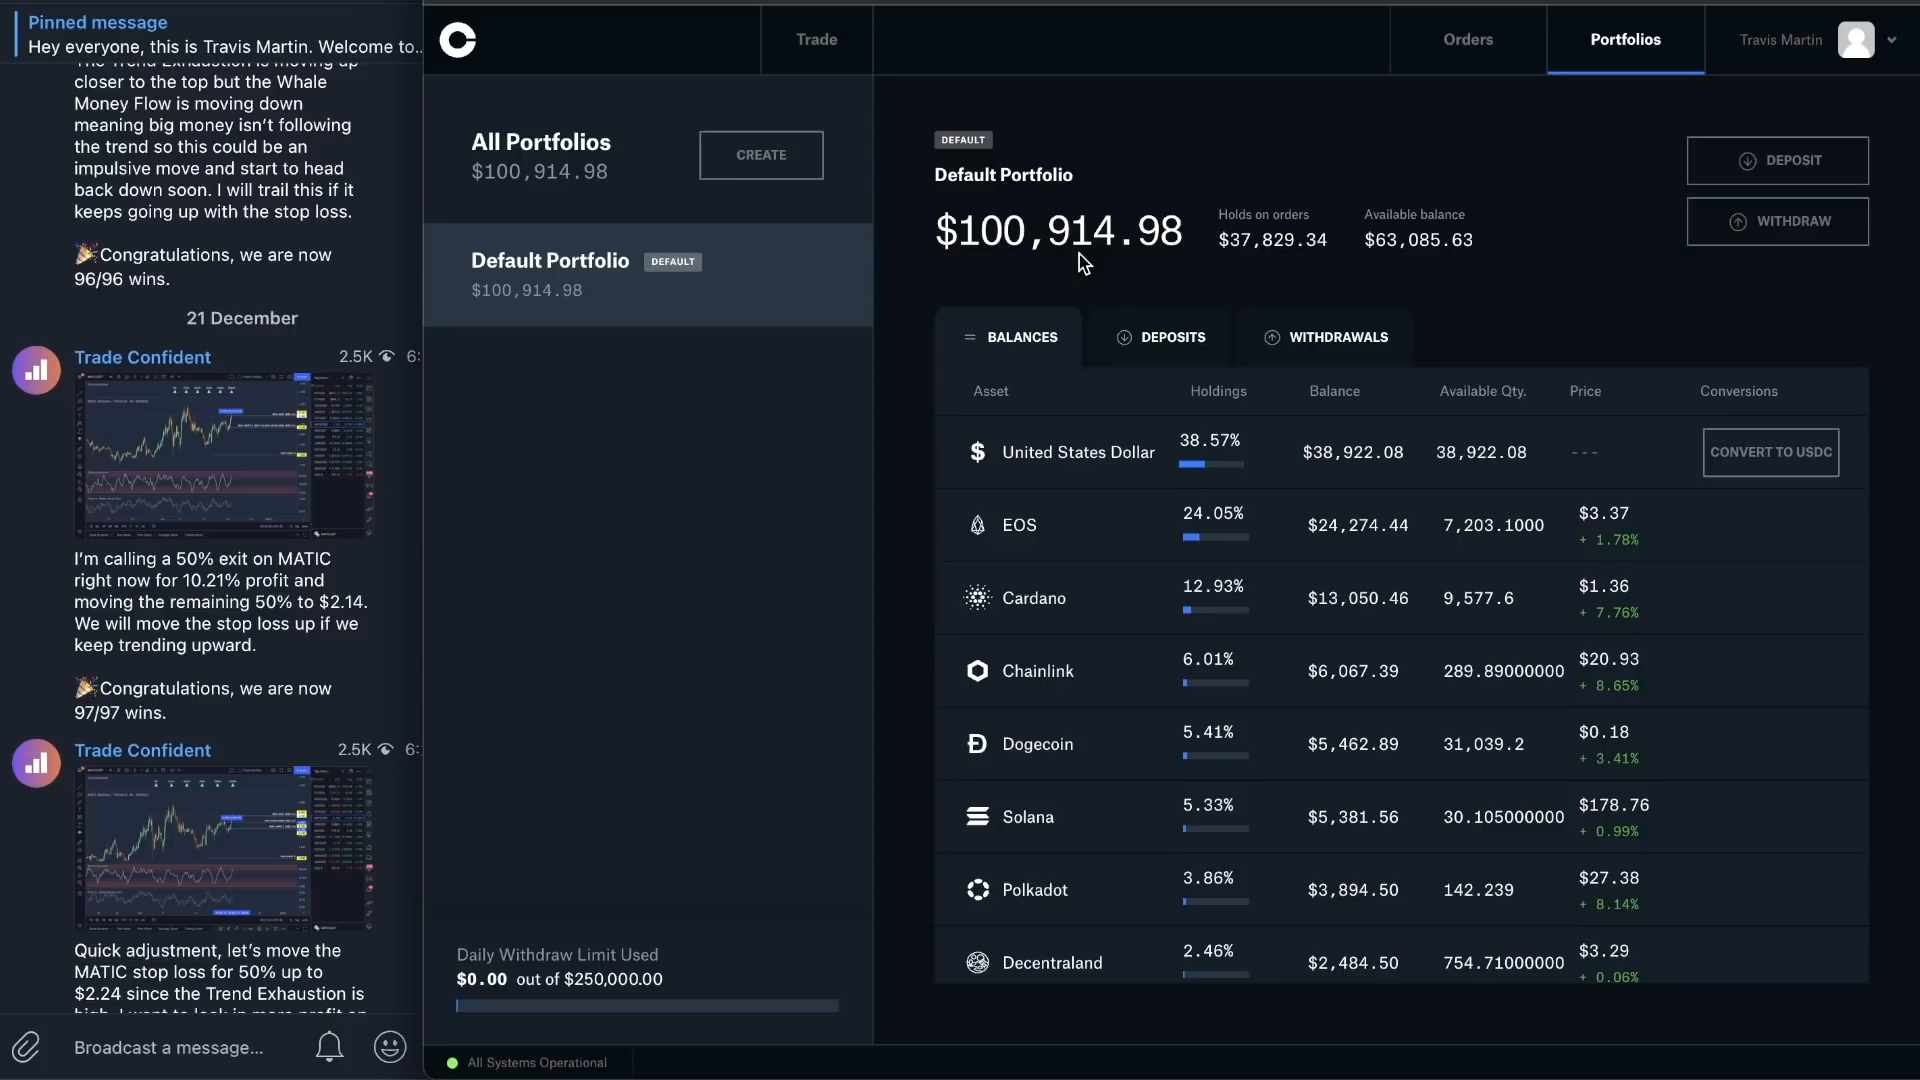 Pinned message
Hey everyone, this is Travis Martin. Welcome to..
The Trend Exhaustion is moving up
closer to the top but the Whale
Money Flow is moving down
meaning big money isn't following
the trend so this could be an
impulsive move and start to head
back down soon. I will trail this if it
keeps going up with the stop loss.
🎉Congratulations, we are now
96/96 wins.
21 December
Trade Confident
2.5K
6:
I'm calling a 50% exit on MATIC
right now for 10.21% profit and
moving the remaining 50% to $2.14.
We will move the stop loss up if we
keep trending upward.
🎉Congratulations, we are now
97/97 wins.
Trade Confident
2.5K
6:
Quick adjustment, let's move the
MATIC stop loss for 50% up to
$2.24 since the Trend Exhaustion is
Broadcast a message...
Trade
Orders
Portfolios
Travis Martin
All Portfolios
$100,914.98
CREATE
Default Portfolio DEFAULT
$100,914.98
Daily Withdraw Limit Used
$0.00 out of $250,000.00
All Systems Operational
DEFAULT
Default Portfolio
$100,914.98
Holds on orders
$37,829.34
Available balance
$63,085.63
DEPOSIT
WITHDRAW
BALANCES
DEPOSITS
WITHDRAWALS
Asset Holdings Balance Available Qty. Price Conversions
United States Dollar 38.57% $38,922.08 38,922.08 --- CONVERT TO USDC
EOS 24.05% $24,274.44 7,203.1000 $3.37
+ 1.78%
Cardano 12.93% $13,050.46 9,577.6 $1.36
+ 7.76%
Chainlink 6.01% $6,067.39 289.89000000 $20.93
+ 8.65%
Dogecoin 5.41% $5,462.89 31,039.2 $0.18
+ 3.41%
Solana 5.33% $5,381.56 30.105000000 $178.76
+ 0.99%
Polkadot 3.86% $3,894.50 142.239 $27.38
+ 8.14%
Decentraland 2.46% $2,484.50 754.71000000 $3.29
+ 0.06%